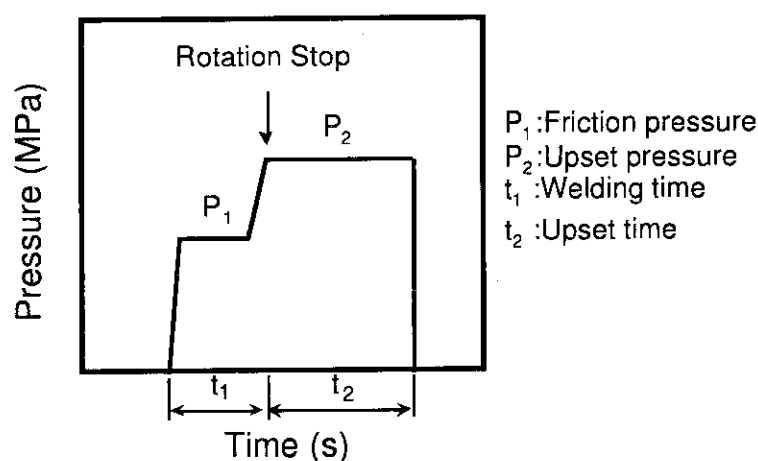 Rotation Stop
P2
P1
Pressure (MPa)
t1
t2
Time (s)
P1:Friction pressure
P2:Upset pressure
t1:Welding time
t2:Upset time